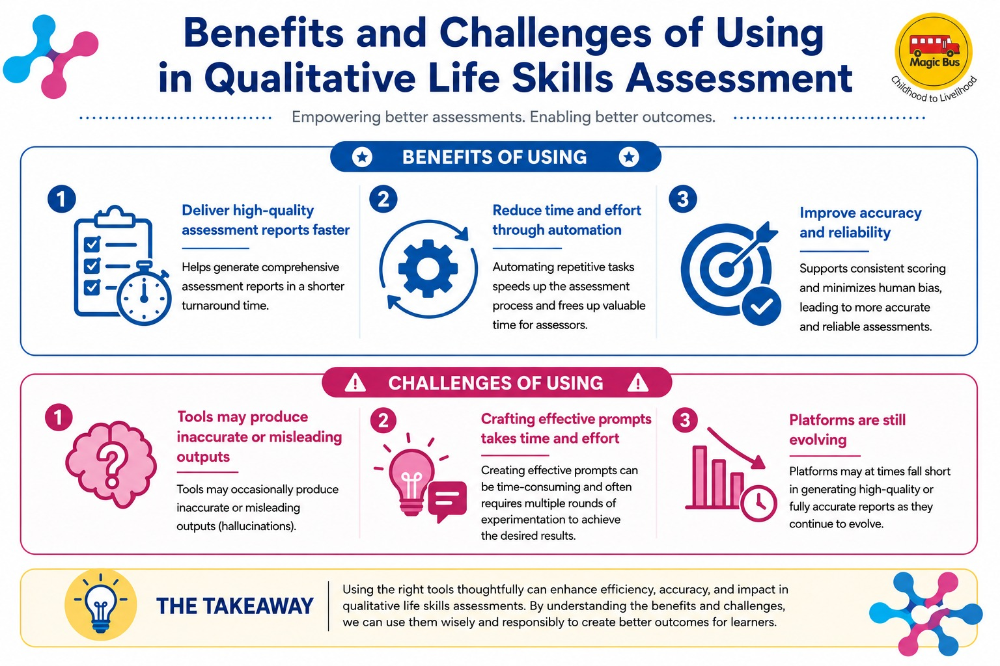 Benefits and Challenges of Using
in Qualitative Life Skills Assessment
Magic Bus
Childhood to Livelihood
Empowering better assessments. Enabling better outcomes.
BENEFITS OF USING
1
Deliver high-quality
assessment reports faster
Helps generate comprehensive
assessment reports in a shorter
turnaround time.
2
Reduce time and effort
through automation
Automating repetitive tasks
speeds up the assessment
process and frees up valuable
time for assessors.
3
Improve accuracy
and reliability
Supports consistent scoring
and minimizes human bias,
leading to more accurate
and reliable assessments.
CHALLENGES OF USING
1
Tools may produce
inaccurate or misleading
outputs
Tools may occasionally produce
inaccurate or misleading
outputs (hallucinations).
2
Crafting effective prompts
takes time and effort
Creating effective prompts can
be time-consuming and often
requires multiple rounds of
experimentation to achieve
the desired results.
3
Platforms are still
evolving
Platforms may at times fall short
in generating high-quality or
fully accurate reports as they
continue to evolve.
THE TAKEAWAY
Using the right tools thoughtfully can enhance efficiency, accuracy, and impact in
qualitative life skills assessments. By understanding the benefits and challenges,
we can use them wisely and responsibly to create better outcomes for learners.